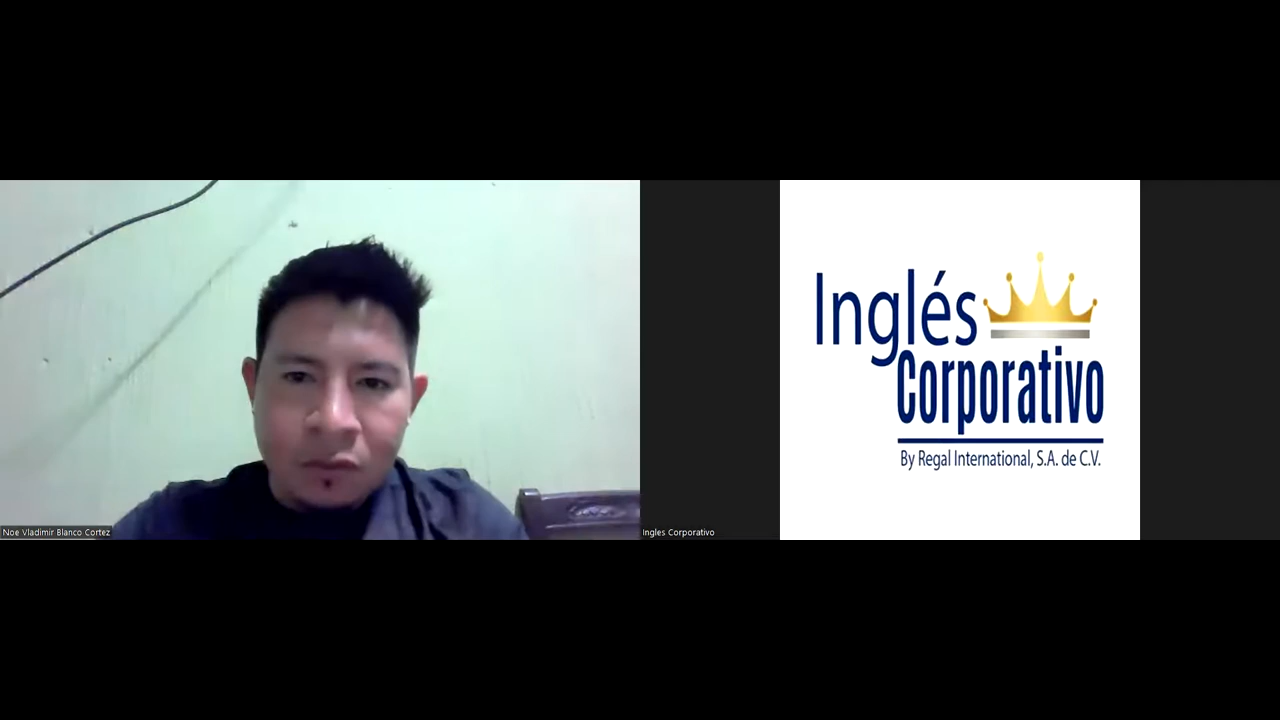 Inglés
Corporativo
By Regal International, S.A. de C.V.
Noe Vladimir Blanco Cortez
Ingles Corporativo